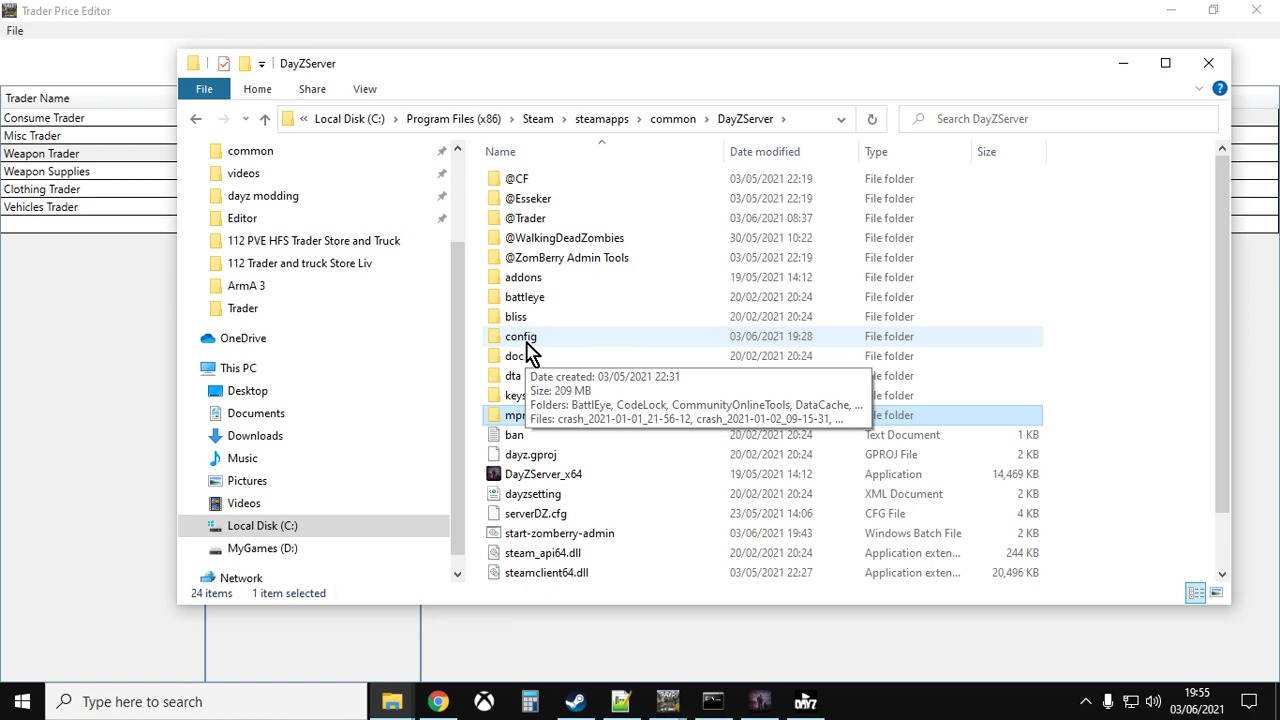 Trader Price Editor
File
DayZServer
File Home Share View
« Local Disk (C:) › Program Files (x86) › Steam › steamapps › common › DayZServer ›
Search DayZServer
Trader Name
Consume Trader
Misc Trader
Weapon Trader
Weapon Supplies
Clothing Trader
Vehicles Trader
common
videos
dayz modding
Editor
112 PVE HFS Trader Store and Truck
112 Trader and truck Store Liv
ArmA 3
Trader
OneDrive
This PC
Desktop
Documents
Downloads
Music
Pictures
Videos
Local Disk (C:)
MyGames (D:)
Network
Name Date modified Type Size
@CF 03/05/2021 22:19 File folder
@Esseker 03/05/2021 22:19 File folder
@Trader 03/06/2021 08:37 File folder
@WalkingDeadZombies 30/05/2021 10:22 File folder
@ZomBerry Admin Tools 03/05/2021 22:19 File folder
addons 19/05/2021 14:12 File folder
battleye 20/02/2021 20:24 File folder
bliss 20/02/2021 20:24 File folder
config 03/06/2021 19:28 File folder
doc 20/02/2021 20:24 File folder
dta e folder
keys e folder
mpr e folder
Date created: 03/05/2021 22:31
Size: 209 MB
Folders: BattlEye, CodeLock, CommunityOnlineTools, DataCache, ...
Files: crash_2021-01-01_21-56-12, crash_2021-01-02_09-15-31, ...
ban 20/02/2021 20:24 Text Document 1 KB
dayz.gproj 20/02/2021 20:24 GPROJ File 2 KB
DayZServer_x64 19/05/2021 14:12 Application 14,469 KB
dayzsetting 20/02/2021 20:24 XML Document 2 KB
serverDZ.cfg 23/05/2021 14:06 CFG File 4 KB
start-zomberry-admin 03/06/2021 19:43 Windows Batch File 2 KB
steam_api64.dll 20/02/2021 20:24 Application exten... 244 KB
steamclient64.dll 03/05/2021 22:27 Application exten... 20,496 KB
24 items 1 item selected
Type here to search
DAYZ
19:55
03/06/2021